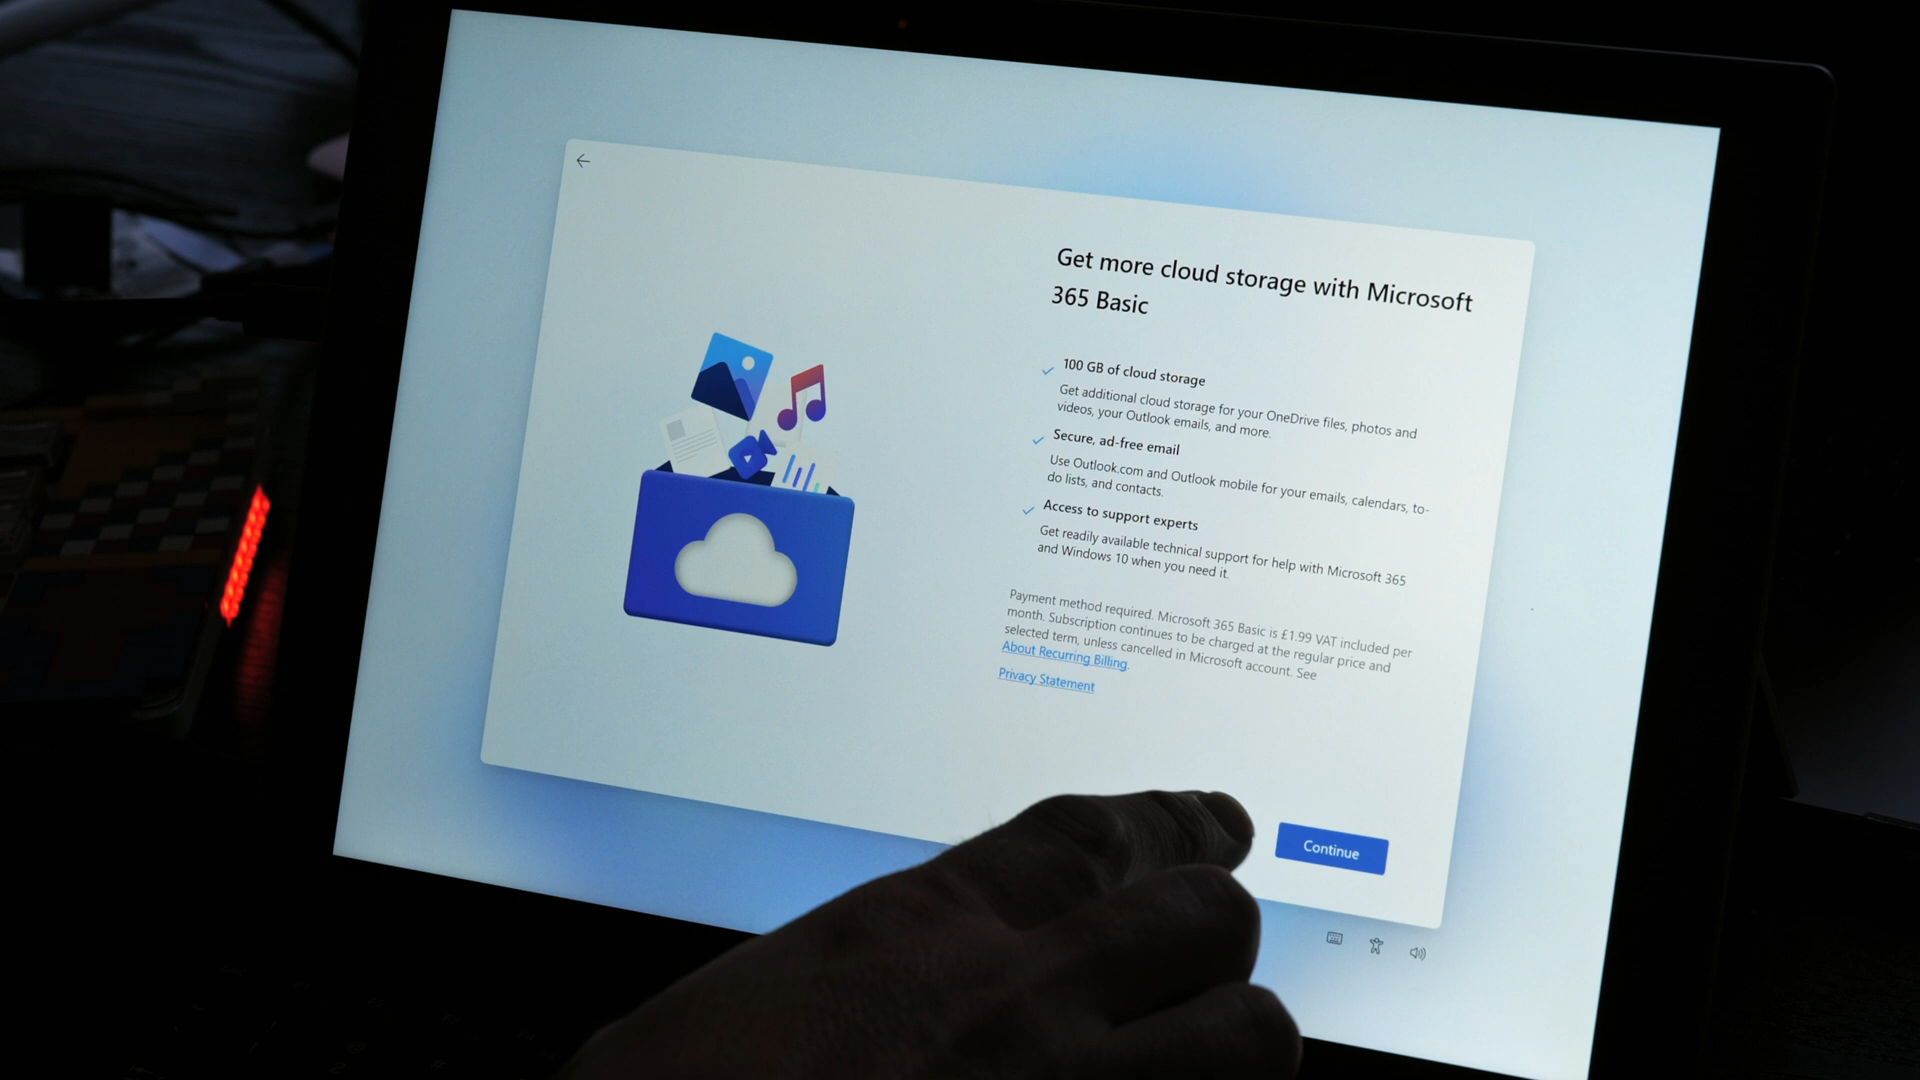 Get more cloud storage with Microsoft
365 Basic
100 GB of cloud storage
Get additional cloud storage for your OneDrive files, photos and
videos, your Outlook emails, and more.
Secure, ad-free email
Use Outlook.com and Outlook mobile for your emails, calendars, to-
do lists, and contacts.
Access to support experts
Get readily available technical support for help with Microsoft 365
and Windows 10 when you need it.
Payment method required. Microsoft 365 Basic is £1.99 VAT included per
month. Subscription continues to be charged at the regular price and
selected term, unless cancelled in Microsoft account. See
About Recurring Billing.
Privacy Statement
Continue